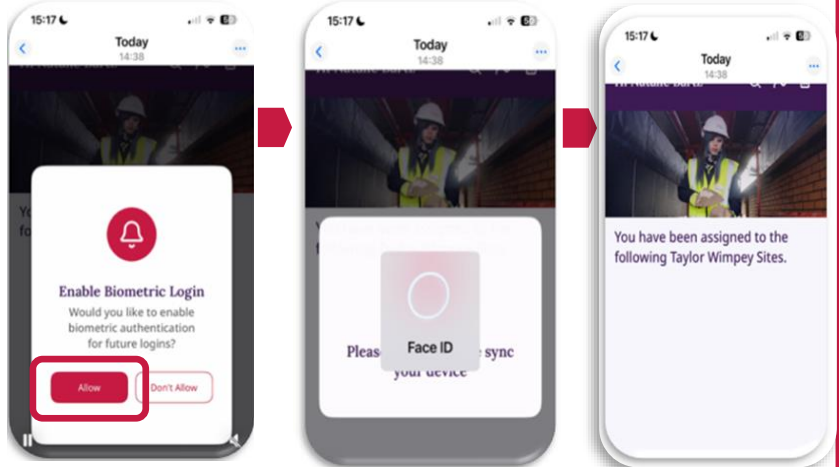 15:17
Today
14:38
Enable Biometric Login
Would you like to enable
biometric authentication
for future logins?
Allow
Don't Allow
15:17
Today
14:38
Face ID
sync
your device
15:17
Today
14:38
You have been assigned to the
following Taylor Wimpey Sites.